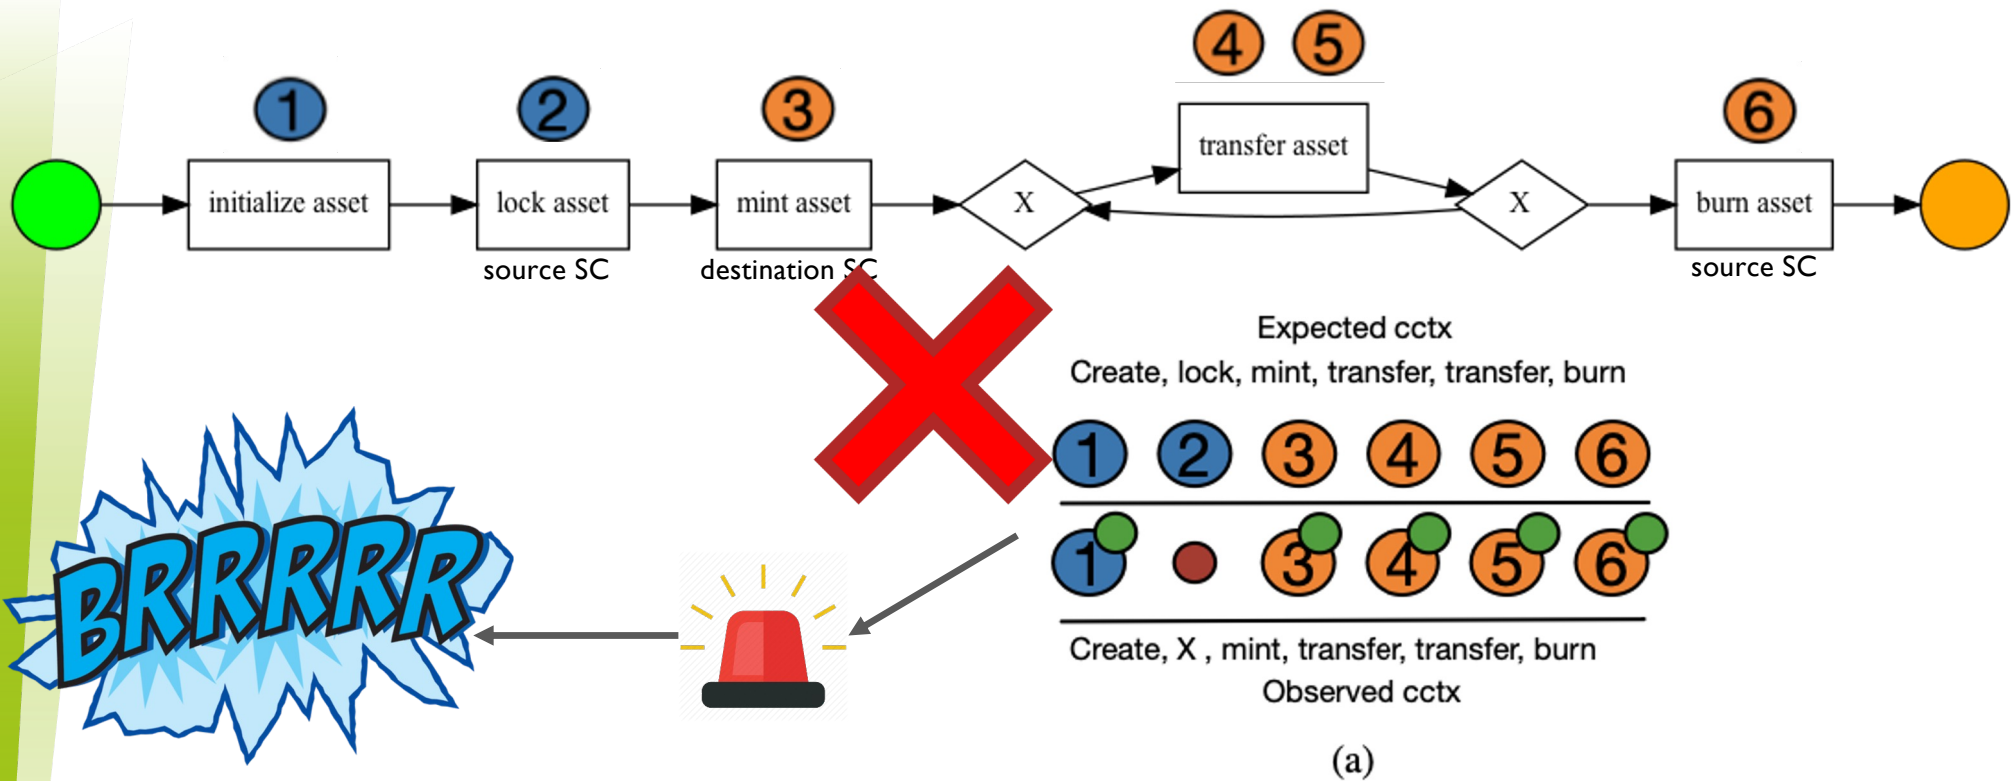 4 5
1 2 3 6
transfer asset
initialize asset lock asset mint asset X X burn asset
source SC destination SC source SC
Expected cctx
Create, lock, mint, transfer, transfer, burn
1 2 3 4 5 6
1 3 4 5 6
BRRRRR
Create, X , mint, transfer, transfer, burn
Observed cctx
(a)